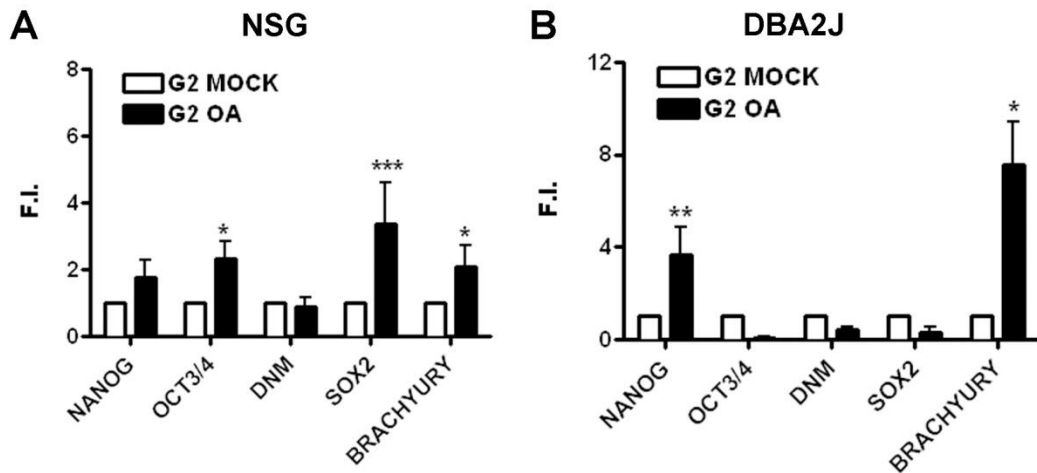 A
NSG
8
6
4
2
0
F.I.
G2 MOCK
G2 OA
*
***
*
NANOG
OCT3/4
DNM
SOX2
BRACHYURY
B
DBA2J
12
8
4
0
F.I.
G2 MOCK
G2 OA
**
*
NANOG
OCT3/4
DNM
SOX2
BRACHYURY